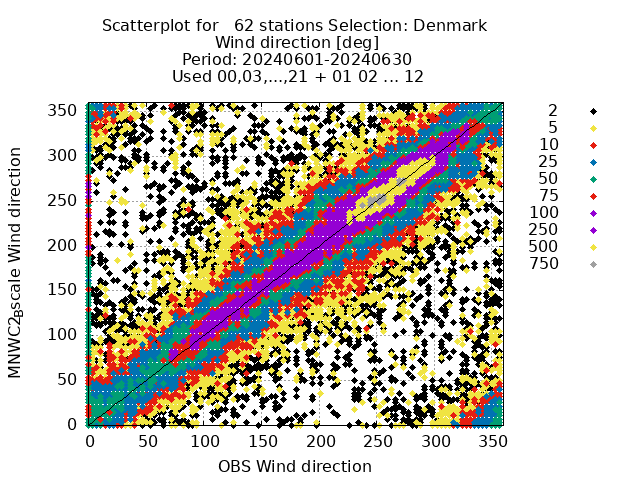 Scatterplot for 62 stations Selection: Denmark
Wind direction [deg]
Period: 20240601-20240630
Used 00,03,...,21 + 01 02 ... 12
350
300
250
200
150
100
50
0
0 50 100 150 200 250 300 350
MNWC2Bscale Wind direction
OBS Wind direction
2
5
10
25
50
75
100
250
500
750